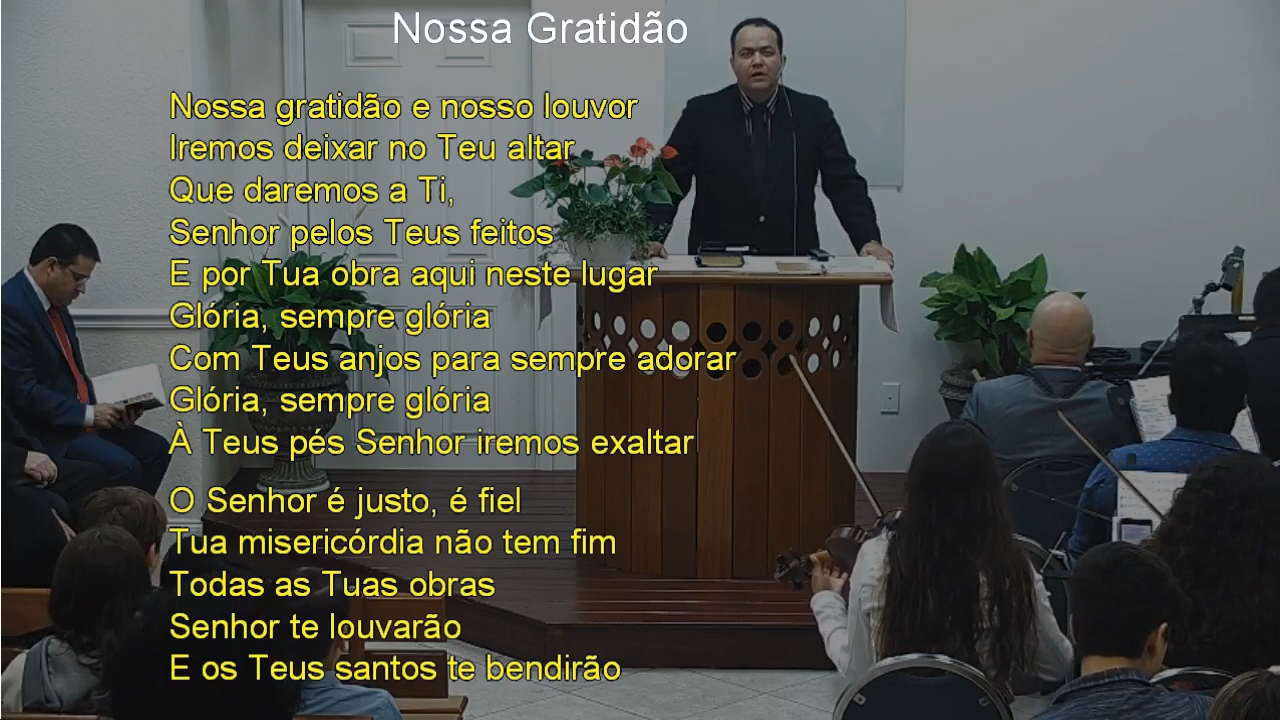 Nossa Gratidão
Nossa gratidão e nosso louvor
Iremos deixar no Teu altar
Que daremos a Ti,
Senhor pelos Teus feitos
E por Tua obra aqui neste lugar
Glória, sempre glória
Com Teus anjos para sempre adorar
Glória, sempre glória
À Teus pés Senhor iremos exaltar
O Senhor é justo, é fiel
Tua misericórdia não tem fim
Todas as Tuas obras
Senhor te louvarão
E os Teus santos te bendirão